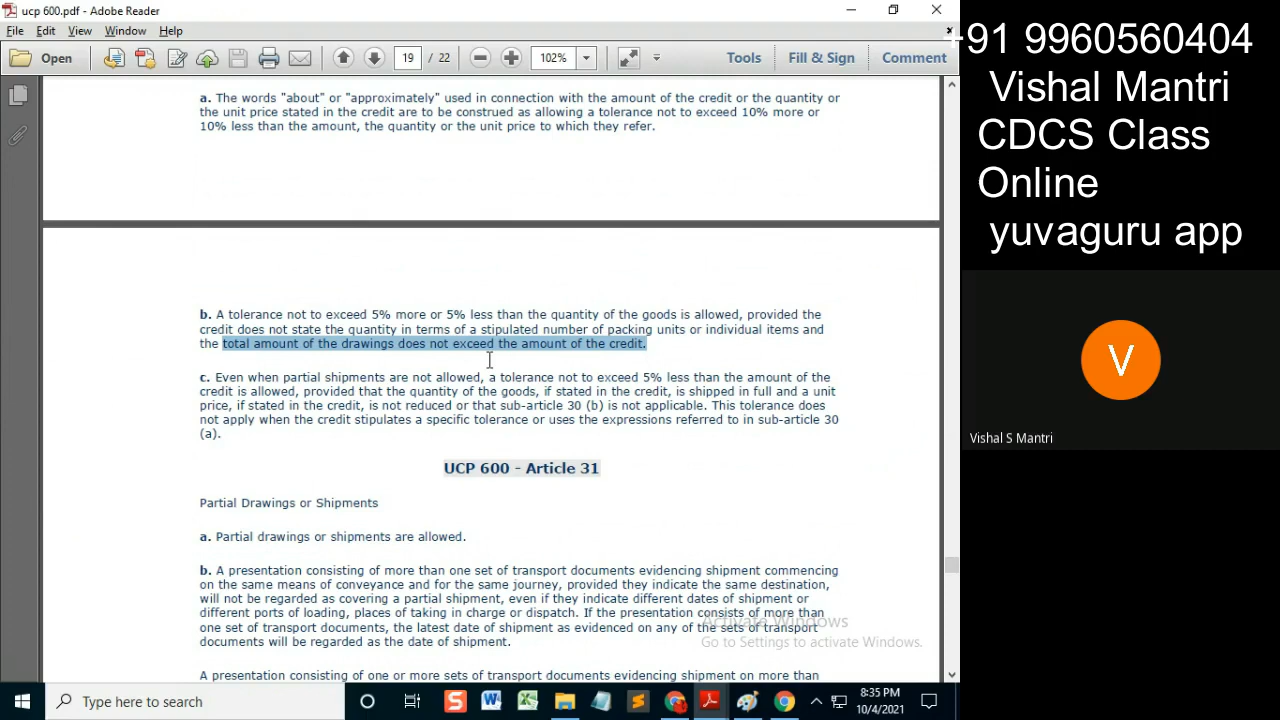 ucp 600.pdf - Adobe Reader
File Edit View Window Help
Open 19 / 22 102% Tools Fill & Sign Comment
a. The words "about" or "approximately" used in connection with the amount of the credit or the quantity or
the unit price stated in the credit are to be construed as allowing a tolerance not to exceed 10% more or
10% less than the amount, the quantity or the unit price to which they refer.
b. A tolerance not to exceed 5% more or 5% less than the quantity of the goods is allowed, provided the
credit does not state the quantity in terms of a stipulated number of packing units or individual items and
the total amount of the drawings does not exceed the amount of the credit.
c. Even when partial shipments are not allowed, a tolerance not to exceed 5% less than the amount of the
credit is allowed, provided that the quantity of the goods, if stated in the credit, is shipped in full and a unit
price, if stated in the credit, is not reduced or that sub-article 30 (b) is not applicable. This tolerance does
not apply when the credit stipulates a specific tolerance or uses the expressions referred to in sub-article 30
(a).
UCP 600 - Article 31
Partial Drawings or Shipments
a. Partial drawings or shipments are allowed.
b. A presentation consisting of more than one set of transport documents evidencing shipment commencing
on the same means of conveyance and for the same journey, provided they indicate the same destination,
will not be regarded as covering a partial shipment, even if they indicate different dates of shipment or
different ports of loading, places of taking in charge or dispatch. If the presentation consists of more than
one set of transport documents, the latest date of shipment as evidenced on any of the sets of transport
documents will be regarded as the date of shipment.
A presentation consisting of one or more sets of transport documents evidencing shipment on more than
Activate Windows
Go to Settings to activate Windows.
Type here to search
8:35 PM
10/4/2021
+91 9960560404
Vishal Mantri
CDCS Class
Online
yuvaguru app
V
Vishal S Mantri